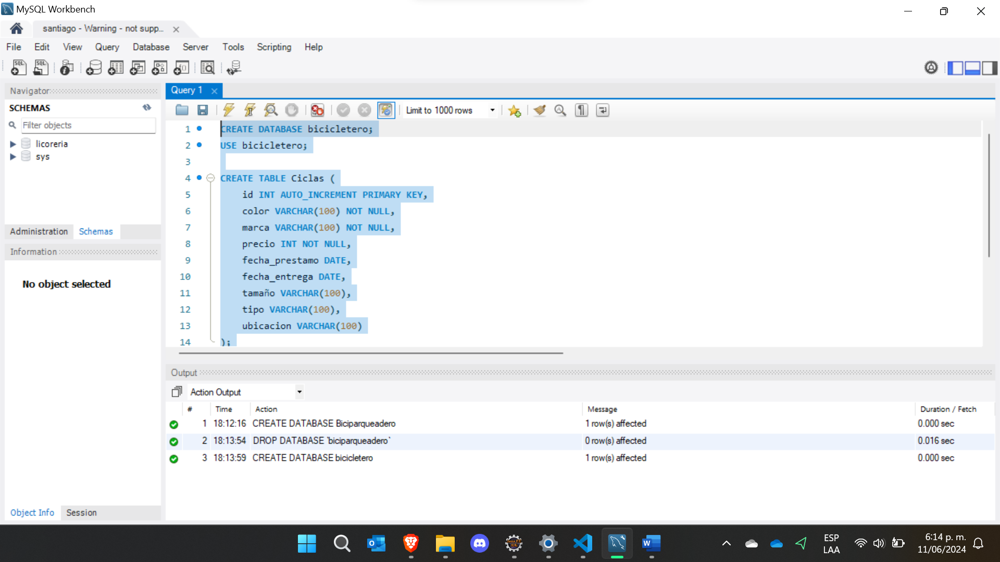 MySQL Workbench
santiago - Warning - not supp...
File Edit View Query Database Server Tools Scripting Help
SQL SQL
Navigator
SCHEMAS
Filter objects
licoreria
sys
Administration Schemas
Information
No object selected
Object Info Session
Query 1
Limit to 1000 rows
1 CREATE DATABASE bicicletero;
2 USE bicicletero;
3
4 CREATE TABLE Ciclas (
5 id INT AUTO_INCREMENT PRIMARY KEY,
6 color VARCHAR(100) NOT NULL,
7 marca VARCHAR(100) NOT NULL,
8 precio INT NOT NULL,
9 fecha_prestamo DATE,
10 fecha_entrega DATE,
11 tamaño VARCHAR(100),
12 tipo VARCHAR(100),
13 ubicacion VARCHAR(100)
14 );
Output
Action Output
# Time Action Message Duration / Fetch
1 18:12:16 CREATE DATABASE Biciparqueadero 1 row(s) affected 0.000 sec
2 18:13:54 DROP DATABASE `biciparqueadero` 0 row(s) affected 0.016 sec
3 18:13:59 CREATE DATABASE bicicletero 1 row(s) affected 0.000 sec
ESP
LAA
6:14 p. m.
11/06/2024